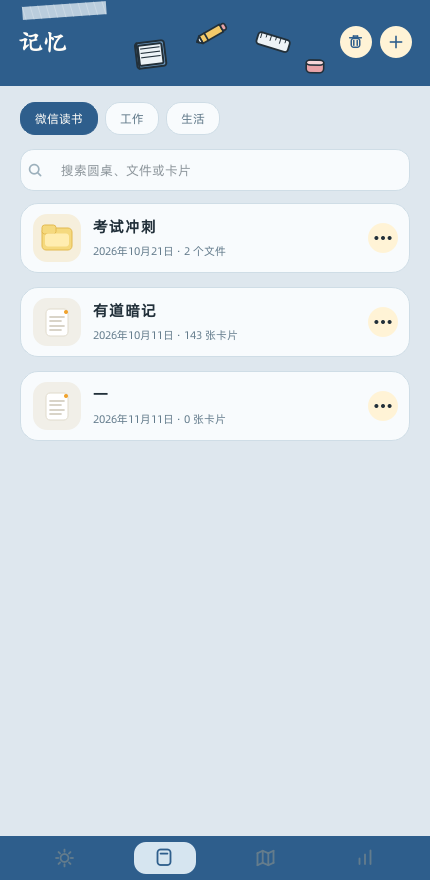 记忆
微信读书
工作
生活
搜索圆桌、文件或卡片
考试冲刺
2026年10月21日 · 2 个文件
有道暗记
2026年10月11日 · 143 张卡片
一
2026年11月11日 · 0 张卡片